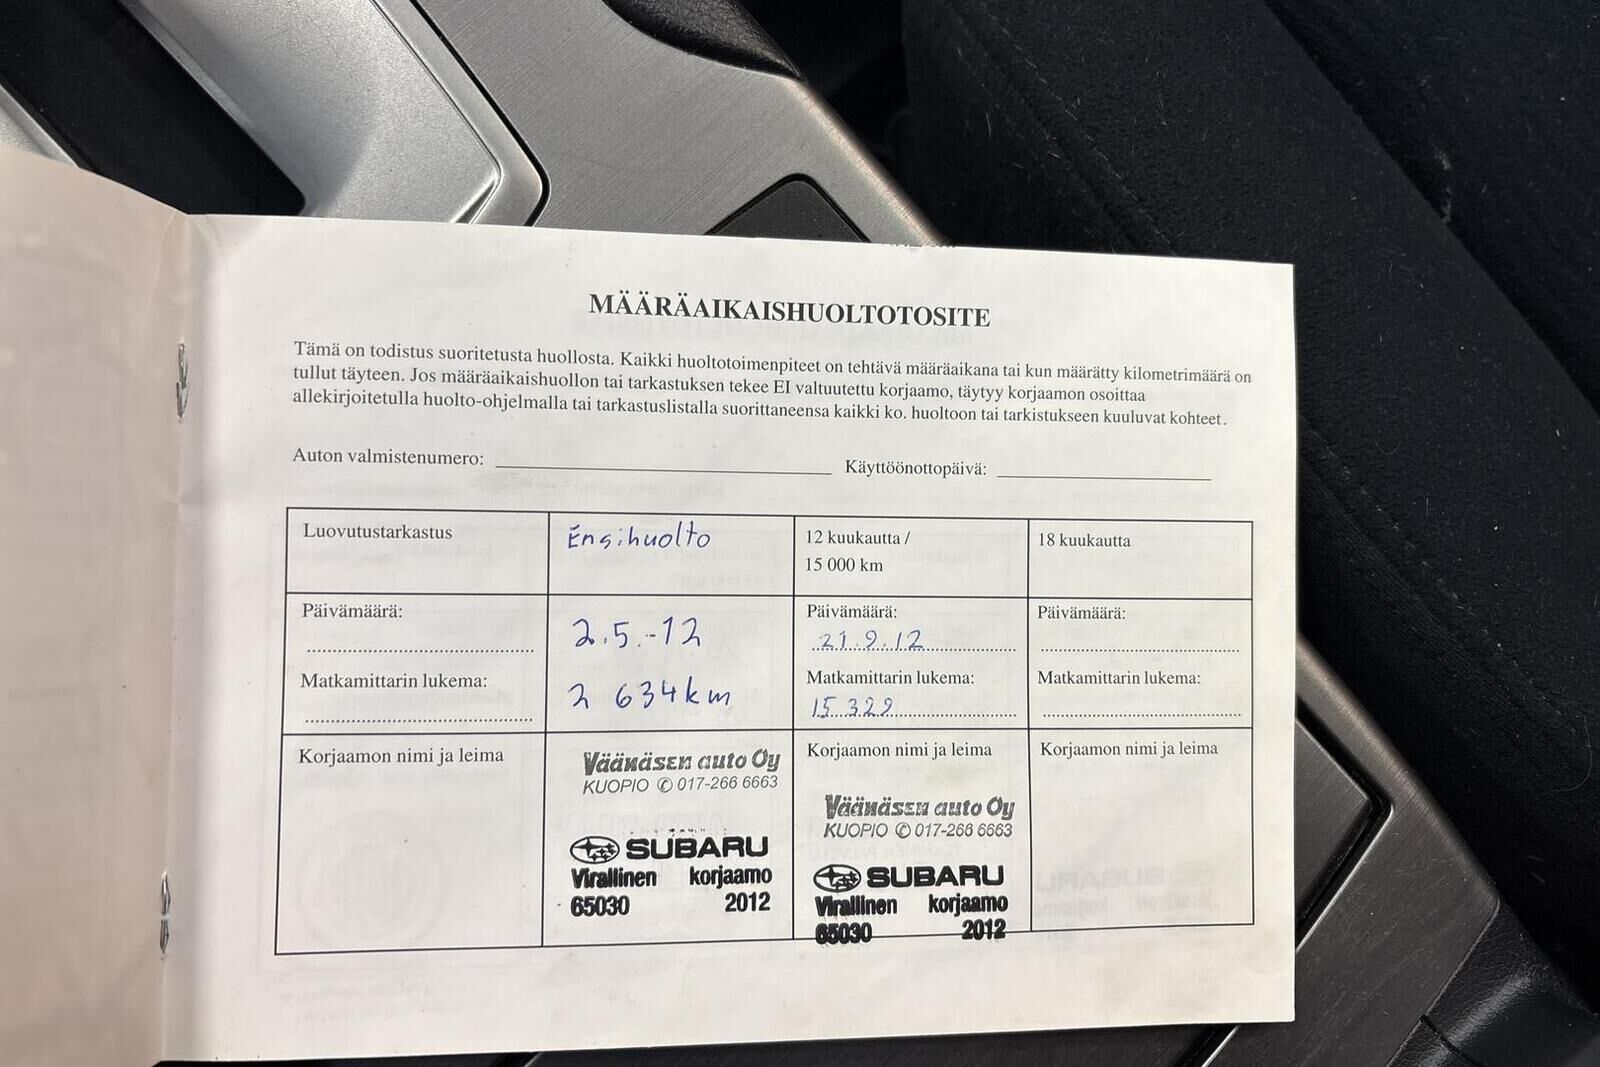 MÄÄRÄAIKAISHUOLTOTOSITE
Tämä on todistus suoritetusta huollosta. Kaikki huoltotoimenpiteet on tehtävä määräaikana tai kun määrätty kilometrimäärä on
tullut täyteen. Jos määräaikaishuollon tai tarkastuksen tekee EI valtuutettu korjaamo, täytyy korjaamon osoittaa
allekirjoitetulla huolto-ohjelmalla tai tarkastuslistalla suorittaneensa kaikki ko. huoltoon tai tarkistukseen kuuluvat kohteet.
Auton valmistenumero: Käyttöönottopäivä:
Luovutustarkastus
Päivämäärä:
Matkamittarin lukema:
Korjaamon nimi ja leima
Ensihuolto
2.5.-12
2 634km
Väänäsen auto Oy
KUOPIO ✆ 017-266 6663
SUBARU
Virallinen korjaamo
65030 2012
12 kuukautta /
15 000 km
Päivämäärä:
21.9.12
Matkamittarin lukema:
15 329
Korjaamon nimi ja leima
Väänäsen auto Oy
KUOPIO ✆ 017-266 6663
SUBARU
Virallinen korjaamo
65030 2012
18 kuukautta
Päivämäärä:
Matkamittarin lukema:
Korjaamon nimi ja leima